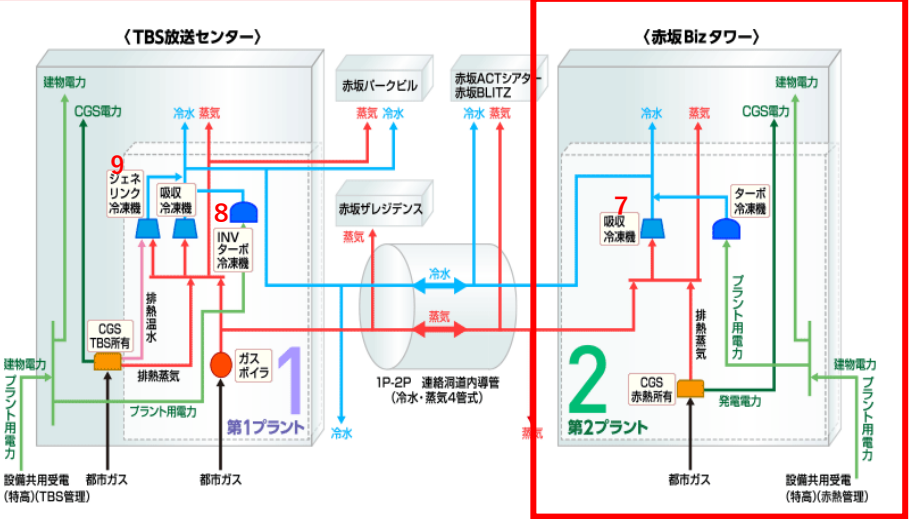 〈TBS放送センター〉
〈赤坂Bizタワー〉
建物電力
CGS電力
冷水
蒸気
赤坂パークビル
蒸気
冷水
赤坂ACTシアター
赤坂BLITZ
冷水
蒸気
冷水
蒸気
CGS電力
建物電力
9
ジェネ
リンク
冷凍機
吸収
冷凍機
8
INV
ターボ
冷凍機
赤坂ザレジデンス
蒸気
7
吸収
冷凍機
ターボ
冷凍機
冷水
蒸気
排熱温水
CGS
TBS所有
排熱蒸気
ガス
ボイラ
プラント用電力
1
第1プラント
建物電力
プラント用電力
1P-2P 連絡洞道内導管
(冷水・蒸気4管式)
冷水
蒸気
プラント用電力
排熱蒸気
CGS
赤熱所有
発電電力
2
第2プラント
建物電力
プラント用電力
設備共用受電
(特高)(TBS管理)
都市ガス
都市ガス
都市ガス
設備共用受電
(特高)(赤熱管理)